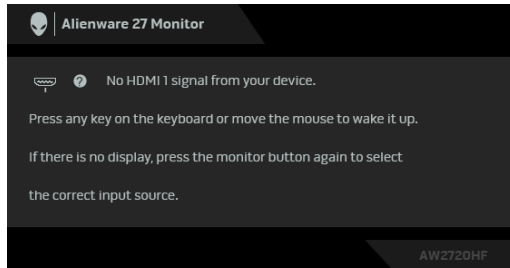 Alienware 27 Monitor
No HDMI 1 signal from your device.
Press any key on the keyboard or move the mouse to wake it up.
If there is no display, press the monitor button again to select
the correct input source.
AW2720HF